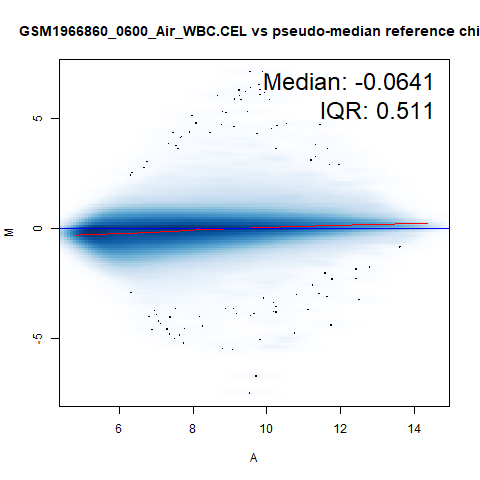 GSM1966860_0600_Air_WBC.CEL vs pseudo-median reference chi
Median: -0.0641
IQR: 0.511
5
0
-5
M
6 8 10 12 14
A